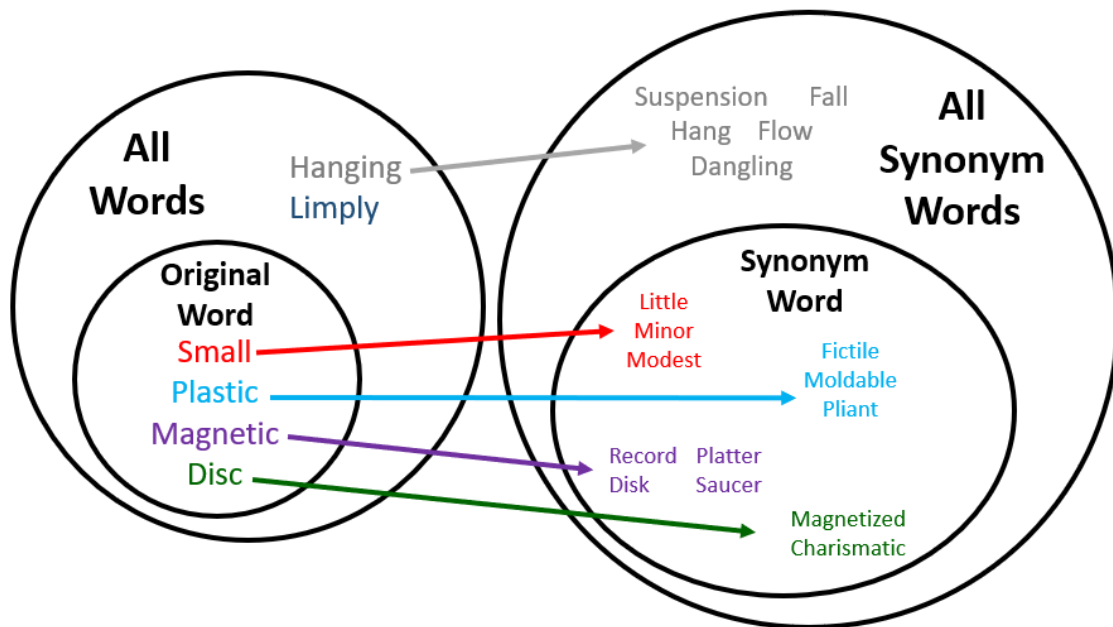 All
Words
Hanging
Limply
Original
Word
Small
Plastic
Magnetic
Disc
Suspension Fall
Hang Flow
Dangling
All
Synonym
Words
Synonym
Word
Little
Minor
Modest
Fictile
Moldable
Pliant
Record Platter
Disk Saucer
Magnetized
Charismatic